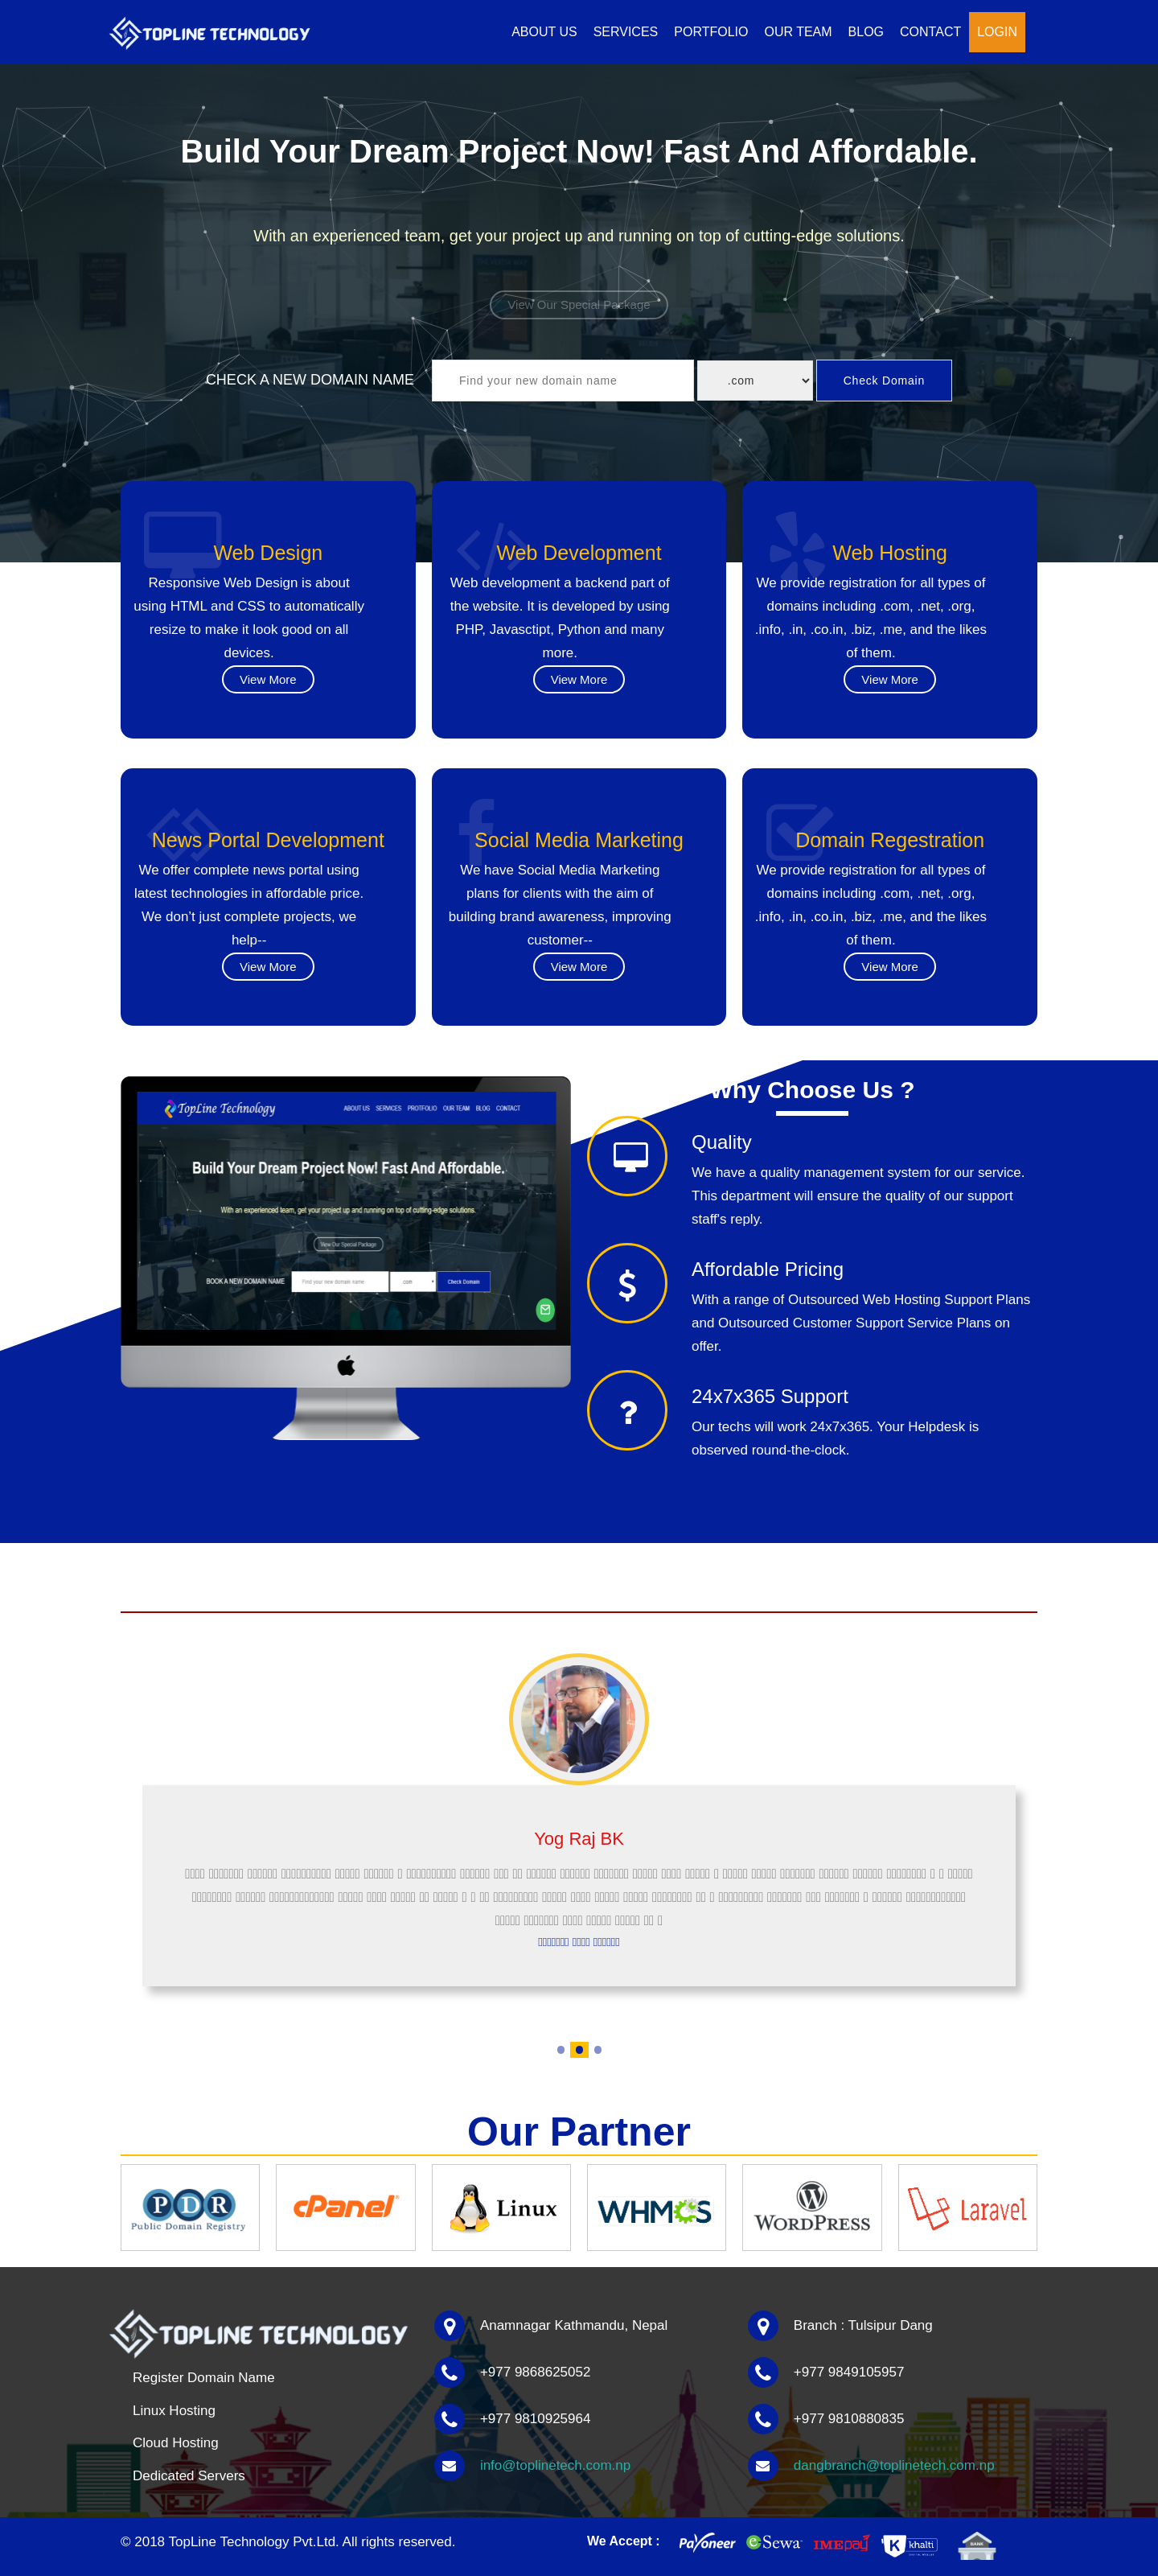 TOPLINE TECHNOLOGY
ABOUT US SERVICES PORTFOLIO OUR TEAM BLOG CONTACT LOGIN
Build Your Dream Project Now! Fast And Affordable.
With an experienced team, get your project up and running on top of cutting-edge solutions.
View Our Special Package
CHECK A NEW DOMAIN NAME Find your new domain name .com Check Domain
Web Design
Responsive Web Design is about
using HTML and CSS to automatically
resize to make it look good on all
devices.
View More
Web Development
Web development a backend part of
the website. It is developed by using
PHP, Javasctipt, Python and many
more.
View More
Web Hosting
We provide registration for all types of
domains including .com, .net, .org,
.info, .in, .co.in, .biz, .me, and the likes
of them.
View More
News Portal Development
We offer complete news portal using
latest technologies in affordable price.
We don't just complete projects, we
help--
View More
Social Media Marketing
We have Social Media Marketing
plans for clients with the aim of
building brand awareness, improving
customer--
View More
Domain Regestration
We provide registration for all types of
domains including .com, .net, .org,
.info, .in, .co.in, .biz, .me, and the likes
of them.
View More
TopLine Technology
ABOUT US SERVICES PROTFOLIO OUR TEAM BLOG CONTACT
Build Your Dream Project Now! Fast And Affordable.
With an experienced team, get your project up and running on top of cutting-edge solutions.
View Our Special Package
BOOK A NEW DOMAIN NAME Find your new domain name .com Check Domain
Why Choose Us ?
Quality
We have a quality management system for our service.
This department will ensure the quality of our support
staff's reply.
Affordable Pricing
With a range of Outsourced Web Hosting Support Plans
and Outsourced Customer Support Service Plans on
offer.
24x7x365 Support
Our techs will work 24x7x365. Your Helpdesk is
observed round-the-clock.
Yog Raj BK
Our Partner
PDR
Public Domain Registry
cPanel
Linux
WHMCS
WORDPRESS
Laravel
TOPLINE TECHNOLOGY
Register Domain Name
Linux Hosting
Cloud Hosting
Dedicated Servers
Anamnagar Kathmandu, Nepal
+977 9868625052
+977 9810925964
info@toplinetech.com.np
Branch : Tulsipur Dang
+977 9849105957
+977 9810880835
dangbranch@toplinetech.com.np
© 2018 TopLine Technology Pvt.Ltd. All rights reserved.
We Accept : Payoneer eSewa IMEpay khalti BANK